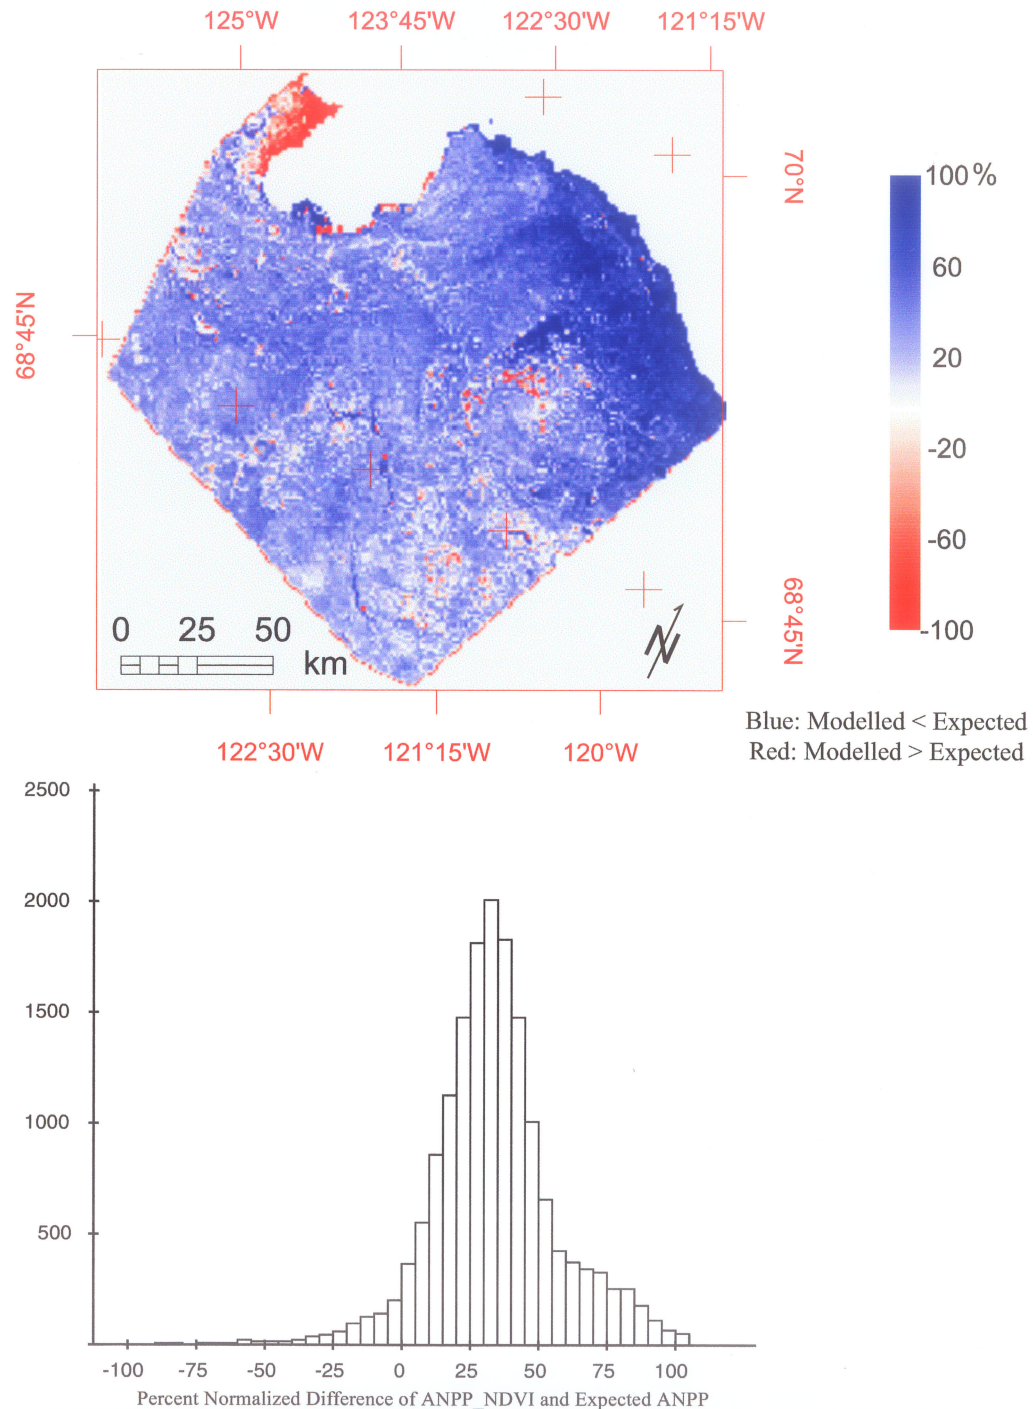 125°W 123°45'W 122°30'W 121°15'W
70°N
100 %
60
20
-20
-60
-100
68°45'N
68°45'N
0 25 50
km
N
122°30'W 121°15'W 120°W
Blue: Modelled < Expected
Red: Modelled > Expected
2500
2000
1500
1000
500
-100 -75 -50 -25 0 25 50 75 100
Percent Normalized Difference of ANPP_NDVI and Expected ANPP